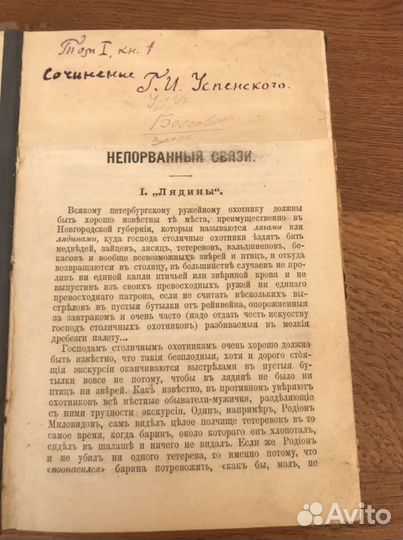 Том I, кн. 1
Сочинение Г. И. Успенского.
НЕПОРВАННЫЯ СВЯЗИ.
I. „Лядины".
Всякому петербургскому ружейному охотнику должны
быть хорошо извѣстны тѣ мѣста, преимущественно въ
Новгородской губерніи, которыя называются лявами или
лядинами, куда господа столичные охотники ѣздятъ бить
медвѣдей, зайцевъ, лисицъ, тетеревовъ, вальдшнеповъ, бе-
касовъ и вообще всевозможныхъ звѣрей и птицъ, и откуда
возвращаются въ столицу, въ большинствѣ случаевъ не про-
ливъ ни единой капли птичьей или звѣриной крови и не
выпустивъ изъ своихъ превосходныхъ ружей ни единаго
превосходнаго патрона, если не считать нѣсколькихъ вы-
стрѣловъ въ пустыя бутылки отъ рейнвейна, опорожненныя
за завтракомъ и очень часто (надо отдать честь искусству
господъ столичныхъ охотниковъ) разбиваемыя въ мелкія
дребезги налету...
Господамъ столичнымъ охотникамъ очень хорошо должно
быть извѣстно, что такія безплодныя, хотя и дорого стоя-
щія экскурсіи оканчиваются выстрѣлами въ пустыя бу-
тылки вовсе не потому, чтобы въ лядинѣ не было ни
птицъ ни звѣрей. Какъ извѣстно, въ противномъ увѣряютъ
охотниковъ всѣ мѣстные обыватели-мужички, раздѣляющіе
съ ними трудности экскурсіи. Одинъ, напримѣръ, Родіонъ
Миловидовъ, самъ видѣлъ цѣлое полчище тетеревовъ въ то
самое время, когда баринъ, около котораго онъ хлопоталъ,
сидѣлъ въ шалашѣ и ничего не видалъ. Если же Родіонъ
и не убилъ ни одного тетерева, то именно потому, что
«поопасился» барина потревожить, «какъ бы, молъ, не
Avito